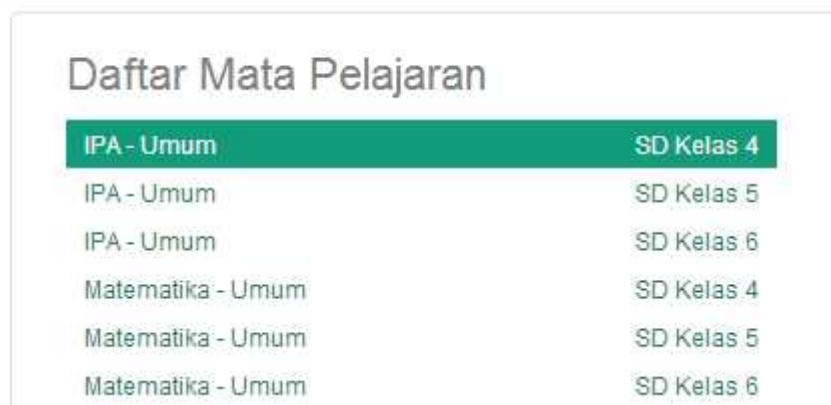 Daftar Mata Pelajaran
IPA - Umum SD Kelas 4
IPA - Umum SD Kelas 5
IPA - Umum SD Kelas 6
Matematika - Umum SD Kelas 4
Matematika - Umum SD Kelas 5
Matematika - Umum SD Kelas 6